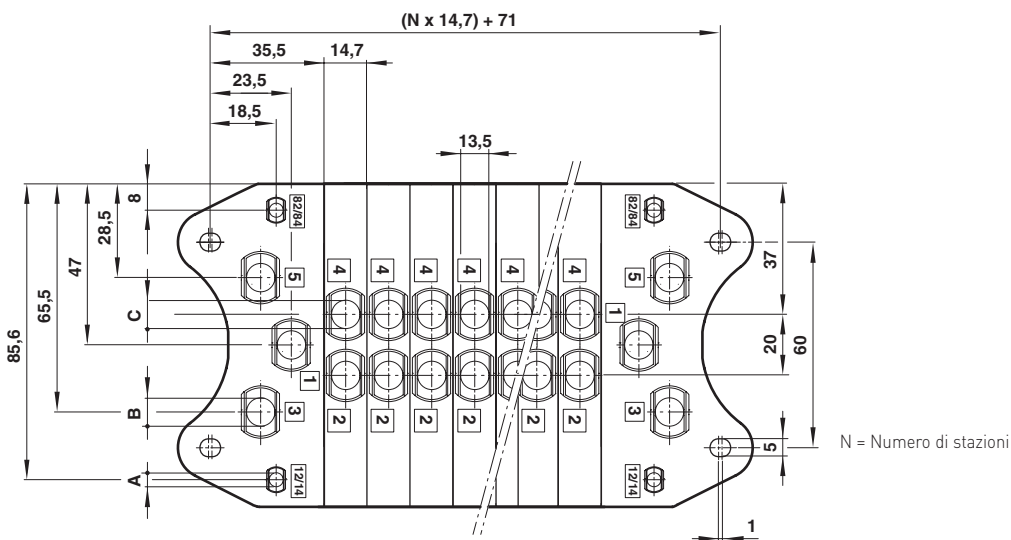 (N x 14,7) + 71
35,5 14,7
23,5
18,5
13,5
8
28,5
47
65,5
85,6
C
B
A
82/84 82/84
5 4 4 4 4 4 4 5
1 1
3 2 2 2 2 2 2 3
12/14 12/14
37
20
60
5
1
N = Numero di stazioni